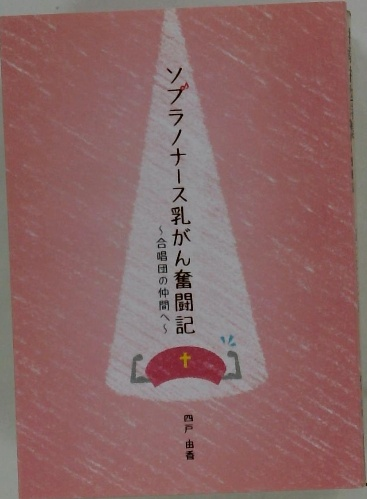 ソプラノナース乳がん奮闘記
～合唱団の仲間へ～
四戸 由香